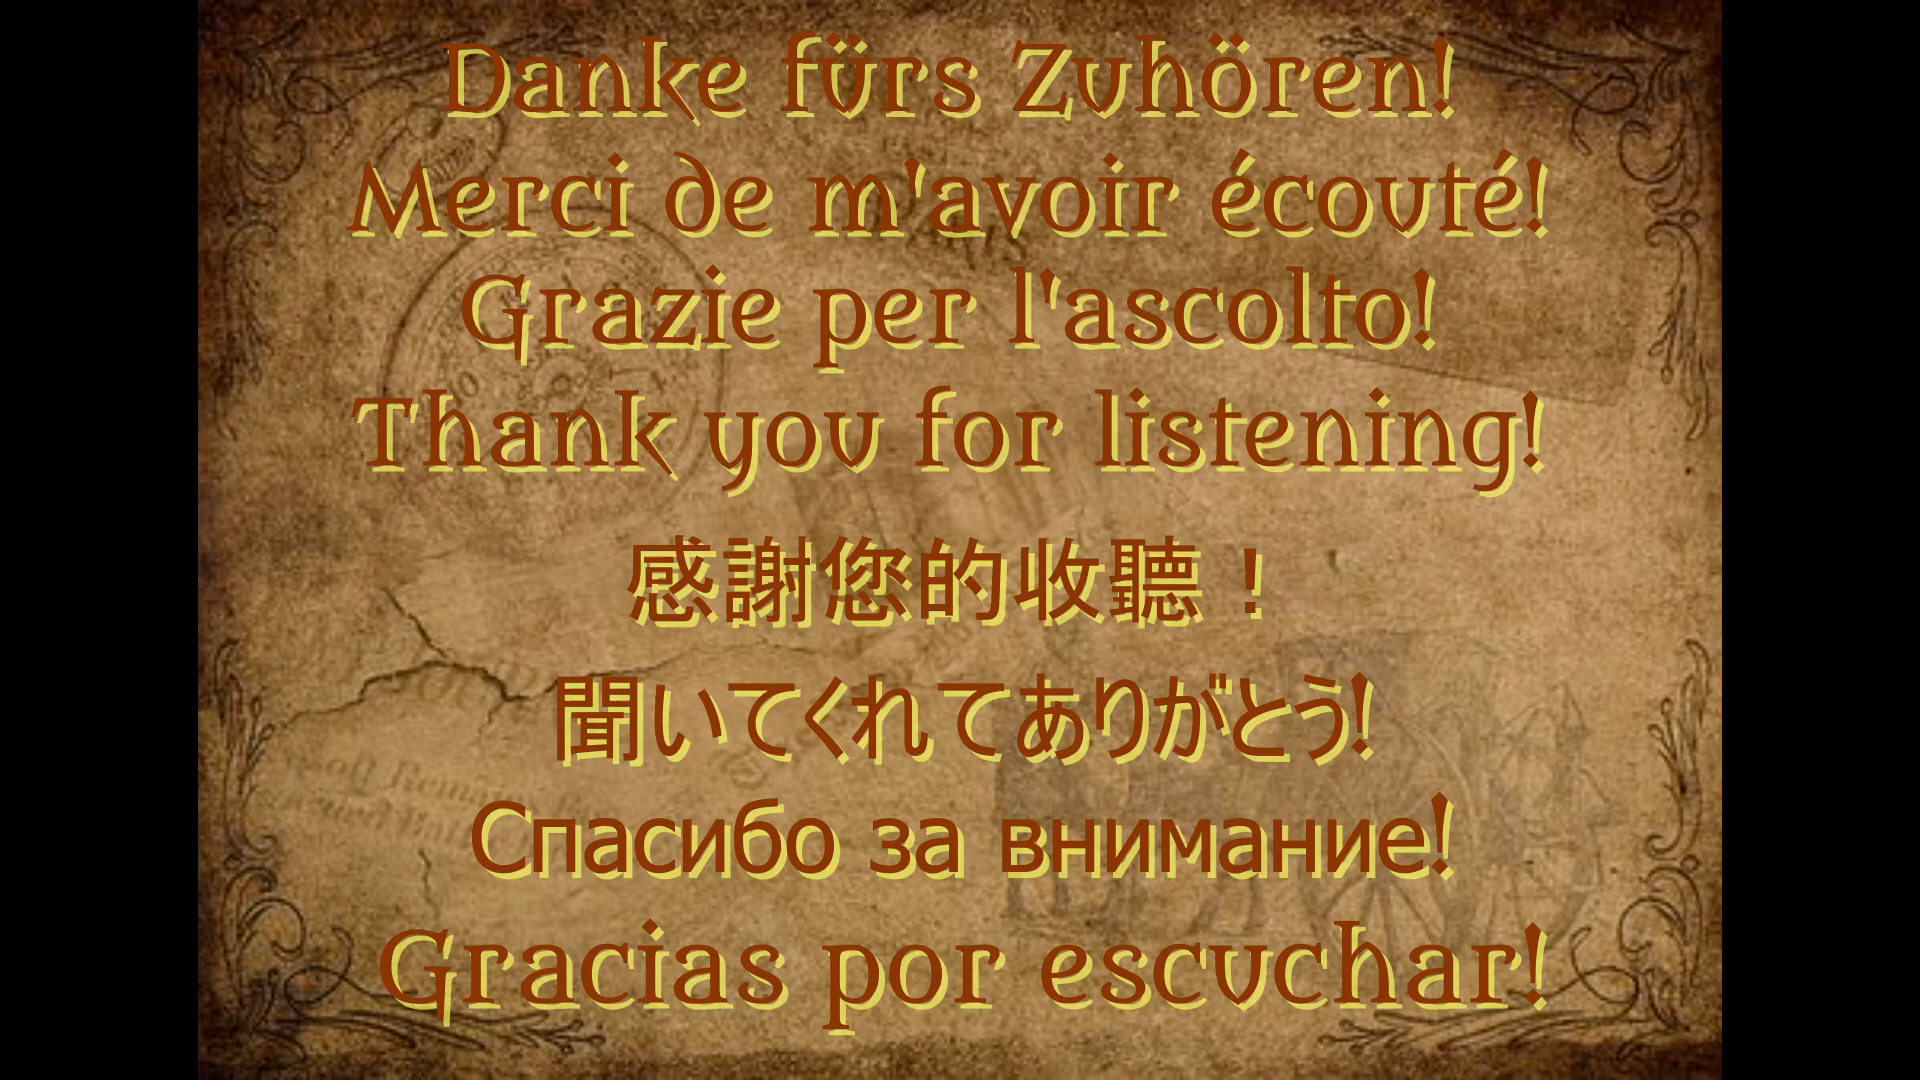 Danke fürs Zuhören!
Merci de m'avoir écouté!
Grazie per l'ascolto!
Thank you for listening!
感謝您的收聽！
聞いてくれてありがとう!
Спасибо за внимание!
Gracias por escuchar!